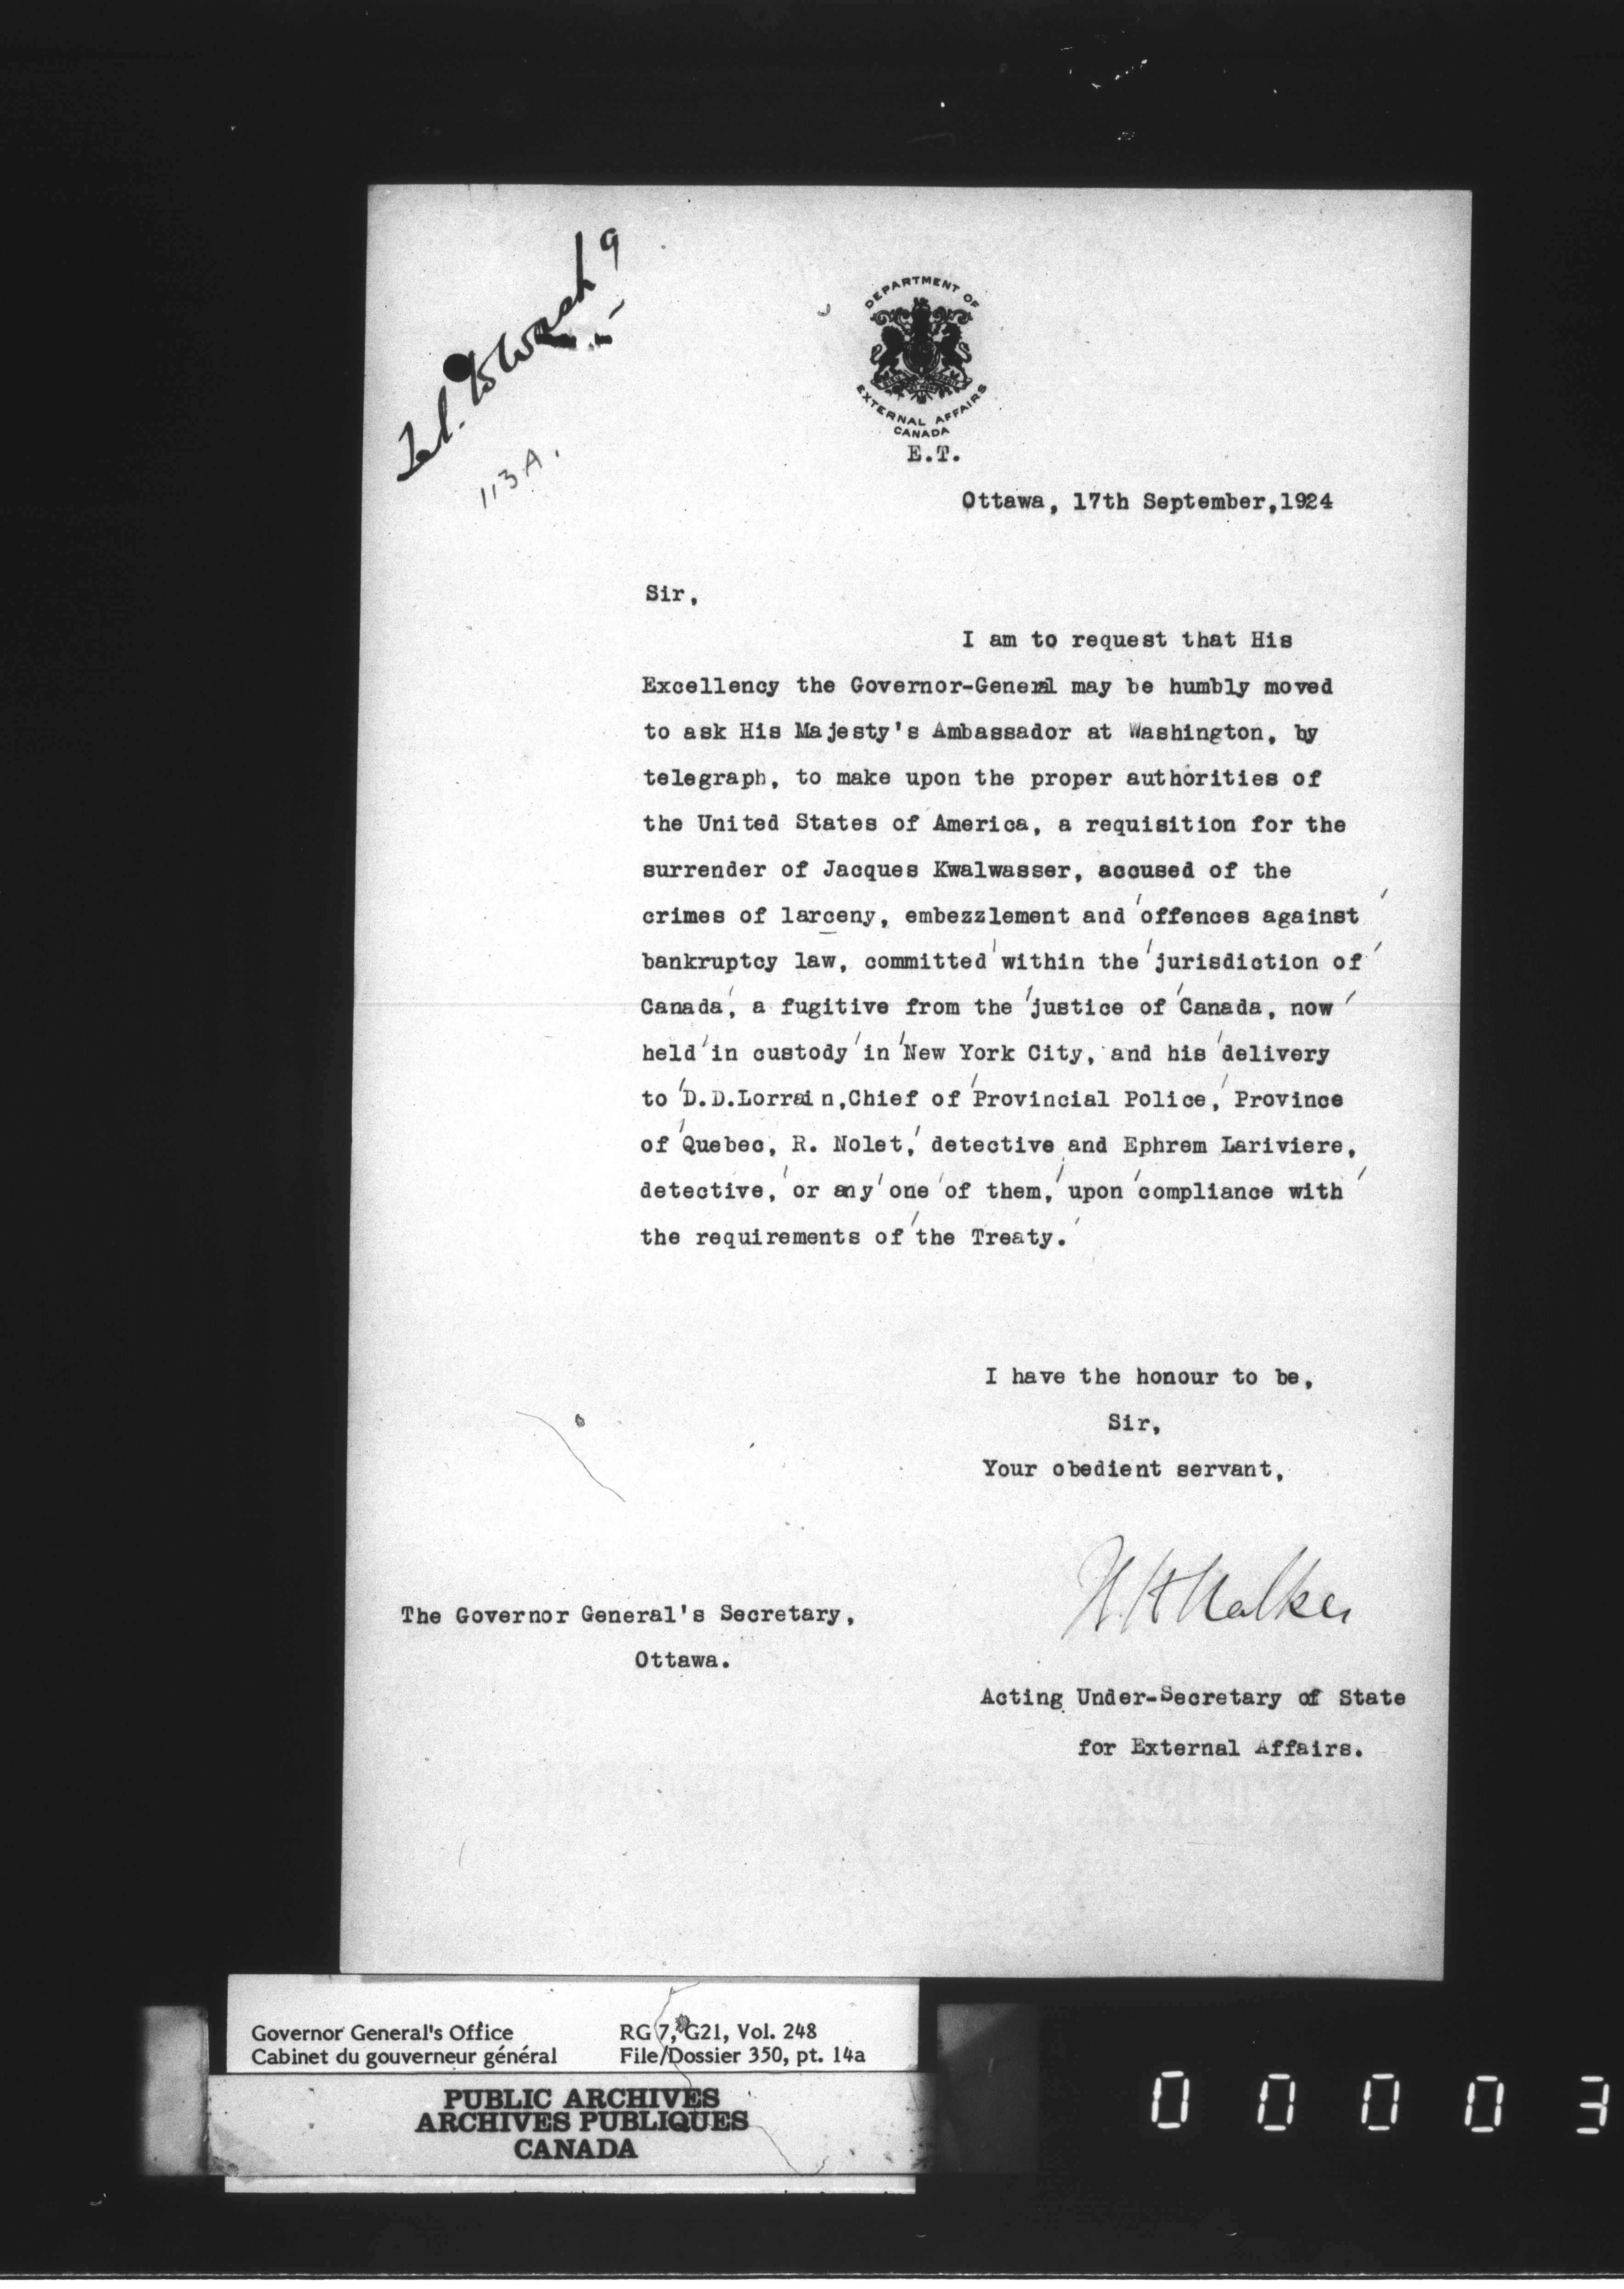 Tel. to Wash
113A.
DEPARTMENT OF
EXTERNAL AFFAIRS
CANADA
E.T.
Ottawa, 17th September,1924
Sir,
I am to request that His
Excellency the Governor-General may be humbly moved
to ask His Majesty's Ambassador at Washington, by
telegraph, to make upon the proper authorities of
the United States of America, a requisition for the
surrender of Jacques Kwalwasser, accused of the
crimes of larceny, embezzlement and offences against
bankruptcy law, committed within the jurisdiction of
Canada, a fugitive from the justice of Canada, now
held in custody in New York City, and his delivery
to D.D.Lorrain,Chief of Provincial Police, Province
of Quebec, R. Nolet, detective and Ephrem Lariviere,
detective, or any one of them, upon compliance with
the requirements of the Treaty.
I have the honour to be,
Sir,
Your obedient servant,
W H Walker
The Governor General's Secretary,
Ottawa.
Acting Under-Secretary of State
for External Affairs.
Governor General's Office RG 7, G21, Vol. 248
Cabinet du gouverneur général File/Dossier 350, pt. 14a
PUBLIC ARCHIVES
ARCHIVES PUBLIQUES
CANADA
0 0 0 0 3